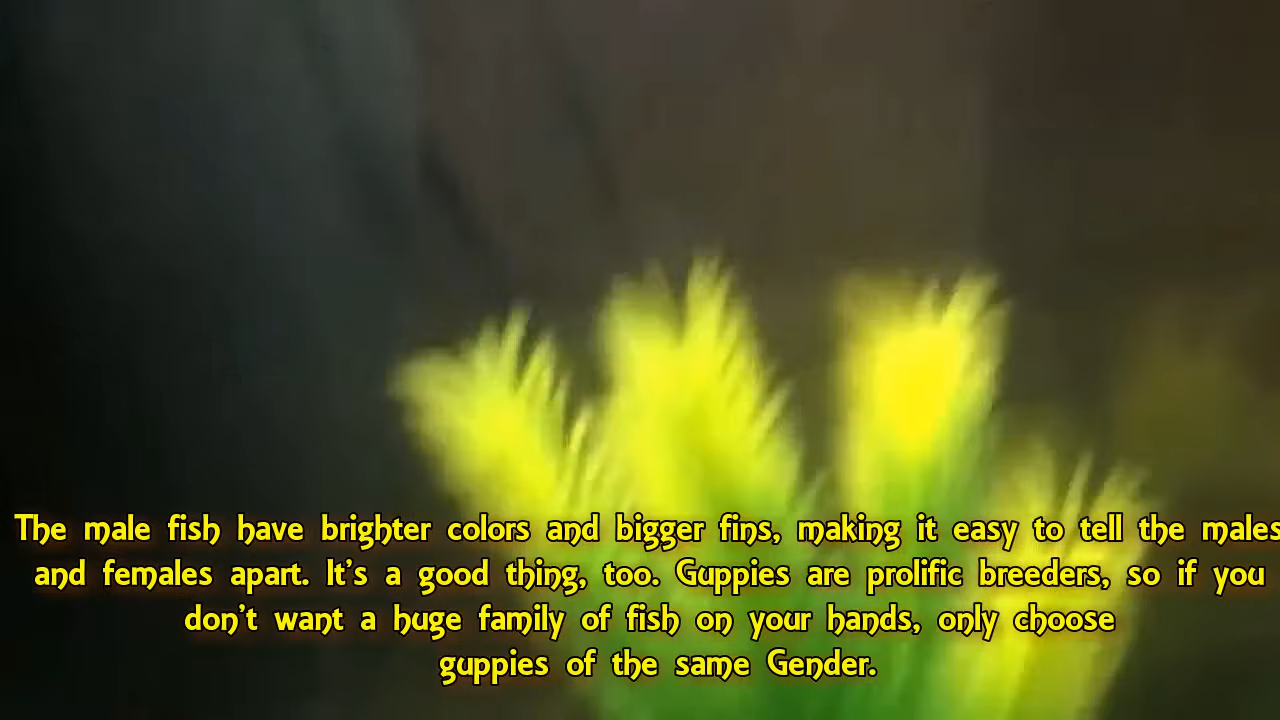 The male fish have brighter colors and bigger fins, making it easy to tell the males
and females apart. It's a good thing, too. Guppies are prolific breeders, so if you
don't want a huge family of fish on your hands, only choose
guppies of the same Gender.